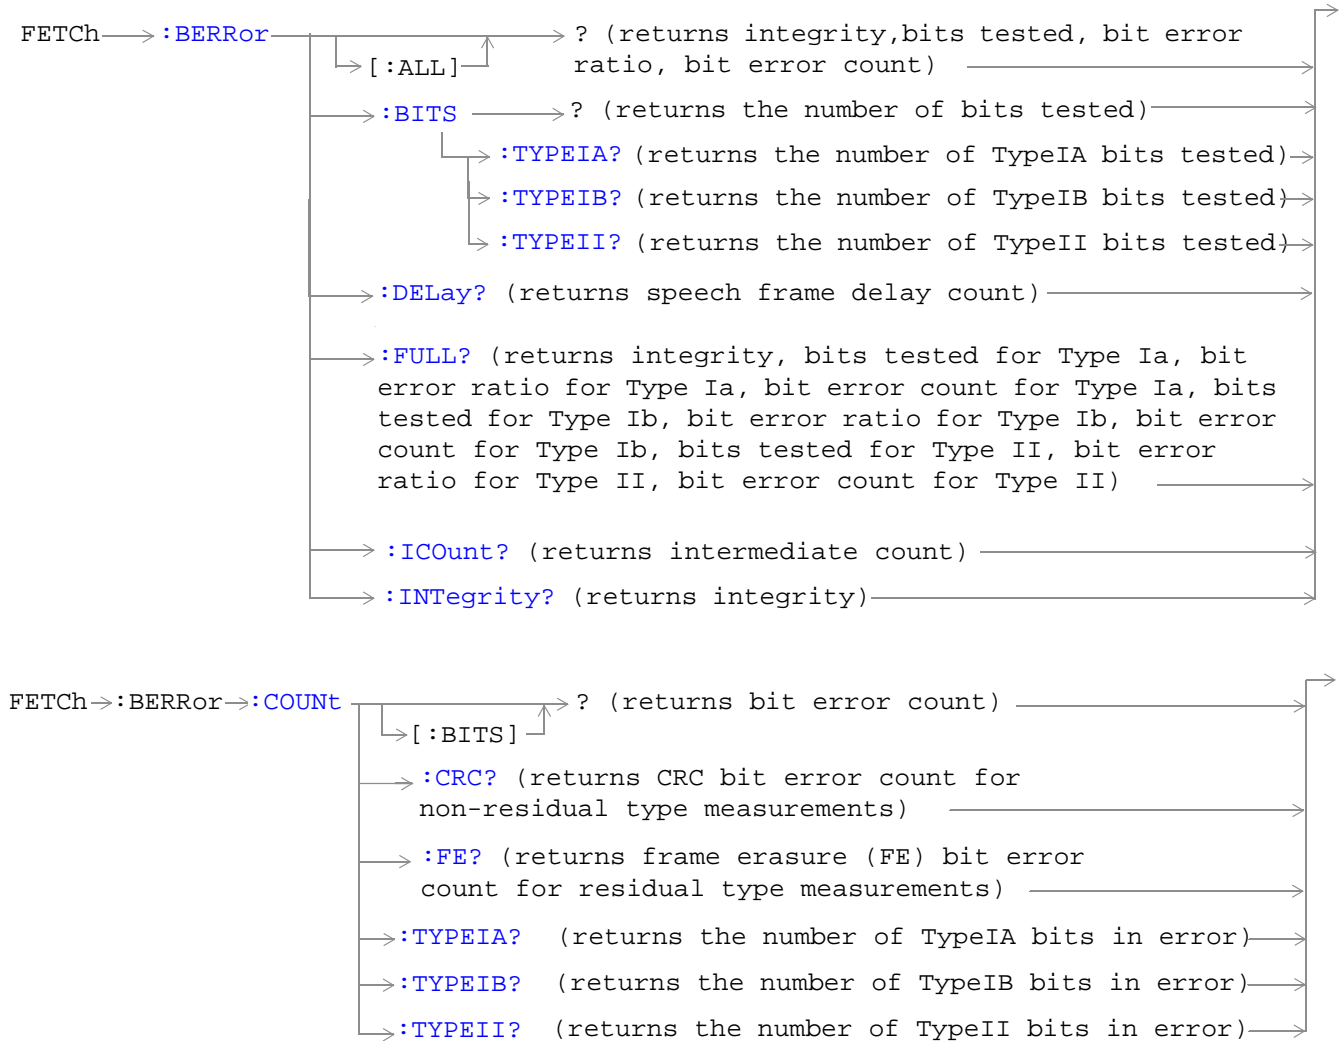 FETCh :BERRor ? (returns integrity,bits tested, bit error
[:ALL] ratio, bit error count)
:BITS ? (returns the number of bits tested)
:TYPEIA? (returns the number of TypeIA bits tested)
:TYPEIB? (returns the number of TypeIB bits tested)
:TYPEII? (returns the number of TypeII bits tested)
:DELay? (returns speech frame delay count)
:FULL? (returns integrity, bits tested for Type Ia, bit
error ratio for Type Ia, bit error count for Type Ia, bits
tested for Type Ib, bit error ratio for Type Ib, bit error
count for Type Ib, bits tested for Type II, bit error
ratio for Type II, bit error count for Type II)
:ICOunt? (returns intermediate count)
:INTegrity? (returns integrity)
FETCh :BERRor :COUNt ? (returns bit error count)
[:BITS]
:CRC? (returns CRC bit error count for
non-residual type measurements)
:FE? (returns frame erasure (FE) bit error
count for residual type measurements)
:TYPEIA? (returns the number of TypeIA bits in error)
:TYPEIB? (returns the number of TypeIB bits in error)
:TYPEII? (returns the number of TypeII bits in error)